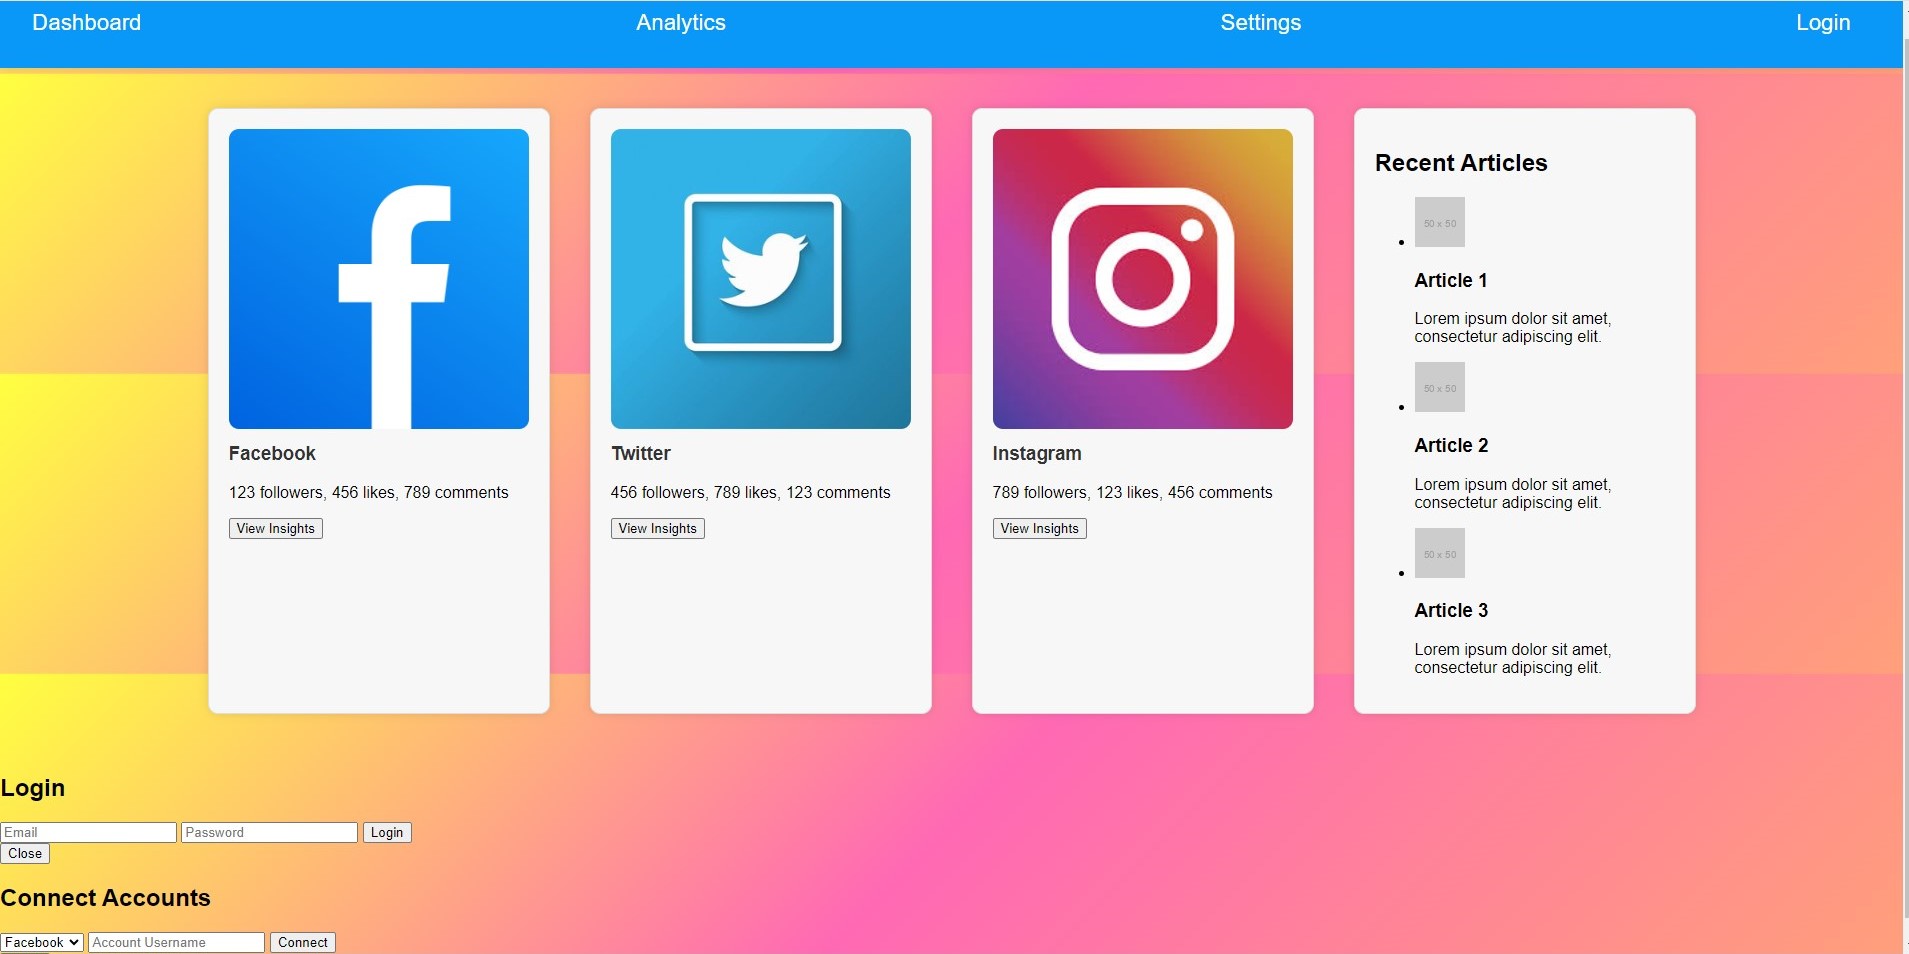 Dashboard
Analytics
Settings
Login
Facebook
123 followers, 456 likes, 789 comments
View Insights
Twitter
456 followers, 789 likes, 123 comments
View Insights
Instagram
789 followers, 123 likes, 456 comments
View Insights
Recent Articles
50 x 50
Article 1
Lorem ipsum dolor sit amet,
consectetur adipiscing elit.
50 x 50
Article 2
Lorem ipsum dolor sit amet,
consectetur adipiscing elit.
50 x 50
Article 3
Lorem ipsum dolor sit amet,
consectetur adipiscing elit.
Login
Email Password Login
Close
Connect Accounts
Facebook Account Username Connect